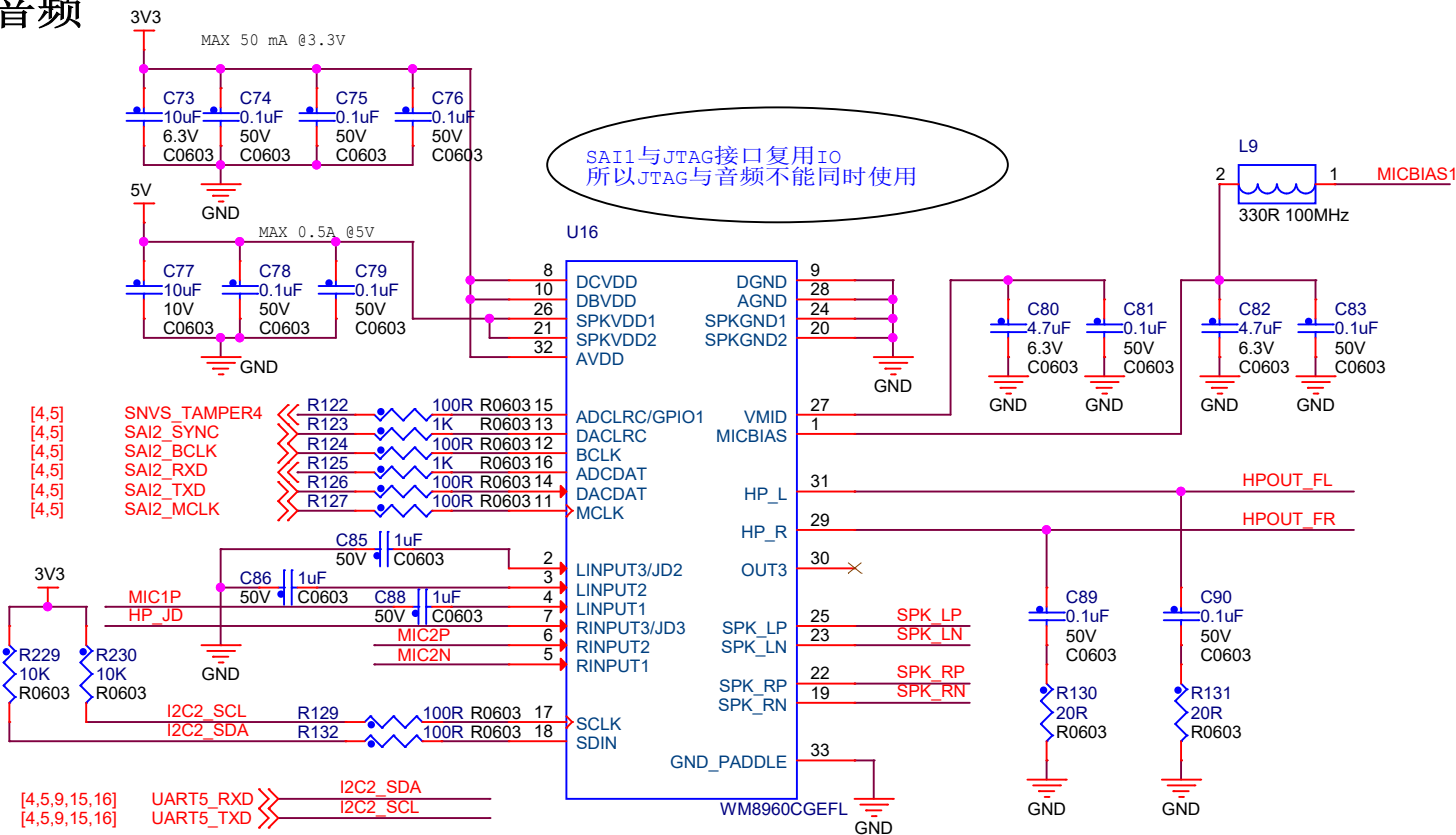 音频
3V3
MAX 50 mA @3.3V
C73
10uF
6.3V
C0603
C74
0.1uF
50V
C0603
C75
0.1uF
50V
C0603
C76
0.1uF
50V
C0603
GND
5V
MAX 0.5A @5V
C77
10uF
10V
C0603
C78
0.1uF
50V
C0603
C79
0.1uF
50V
C0603
GND
SAI1与JTAG接口复用IO
所以JTAG与音频不能同时使用
L9
2
1
MICBIAS1
330R 100MHz
U16
8
DCVDD
10
DBVDD
26
SPKVDD1
21
SPKVDD2
32
AVDD
9
DGND
28
AGND
24
SPKGND1
20
SPKGND2
GND
C80
4.7uF
6.3V
C0603
GND
C81
0.1uF
50V
C0603
GND
C82
4.7uF
6.3V
C0603
GND
C83
0.1uF
50V
C0603
GND
[4,5] SNVS_TAMPER4 R122 100R R0603 15 ADCLRC/GPIO1
[4,5] SAI2_SYNC R123 1K R0603 13 DACLRC
[4,5] SAI2_BCLK R124 100R R0603 12 BCLK
[4,5] SAI2_RXD R125 1K R0603 16 ADCDAT
[4,5] SAI2_TXD R126 100R R0603 14 DACDAT
[4,5] SAI2_MCLK R127 100R R0603 11 MCLK
27
VMID
1
MICBIAS
31
HP_L
HPOUT_FL
29
HP_R
HPOUT_FR
30
OUT3
C85 1uF
50V C0603
2
LINPUT3/JD2
C86 1uF
50V C0603
3
LINPUT2
C88 1uF
50V C0603
MIC1P
4
LINPUT1
HP_JD
7
RINPUT3/JD3
MIC2P
6
RINPUT2
MIC2N
5
RINPUT1
GND
3V3
R229
10K
R0603
R230
10K
R0603
I2C2_SCL R129 100R R0603 17 SCLK
I2C2_SDA R132 100R R0603 18 SDIN
25
SPK_LP
SPK_LP
23
SPK_LN
SPK_LN
22
SPK_RP
SPK_RP
19
SPK_RN
SPK_RN
33
GND_PADDLE
WM8960CGEFL
GND
C89
0.1uF
50V
C0603
R130
20R
R0603
GND
C90
0.1uF
50V
C0603
R131
20R
R0603
GND
[4,5,9,15,16] UART5_RXD I2C2_SDA
[4,5,9,15,16] UART5_TXD I2C2_SCL